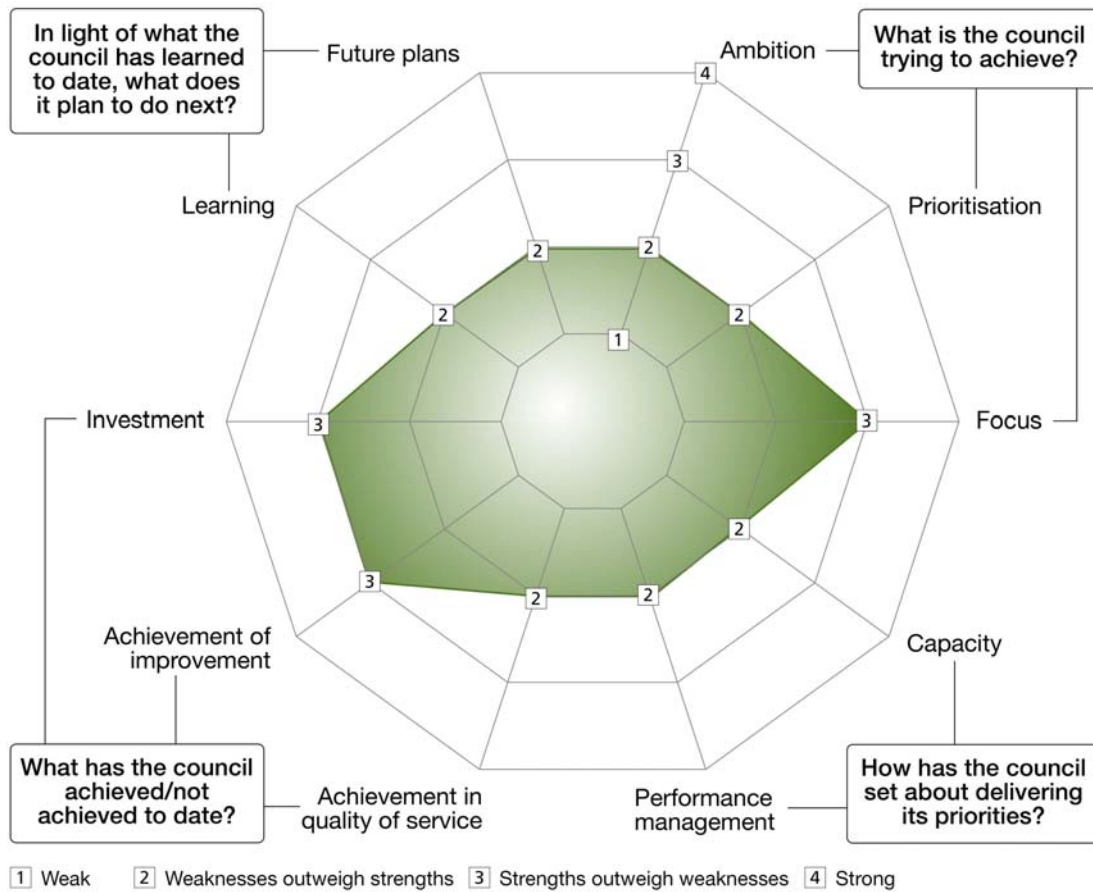 In light of what the
council has learned
to date, what does
it plan to do next?
Future plans
Ambition
What is the council
trying to achieve?
4
3
Learning
Prioritisation
2
2
2
2
1
Investment
3
3
Focus
2
3
2
2
Achievement of
improvement
Capacity
What has the council
achieved/not
achieved to date?
Achievement in
quality of service
Performance
management
How has the council
set about delivering
its priorities?
1 Weak
2 Weaknesses outweigh strengths
3 Strengths outweigh weaknesses
4 Strong